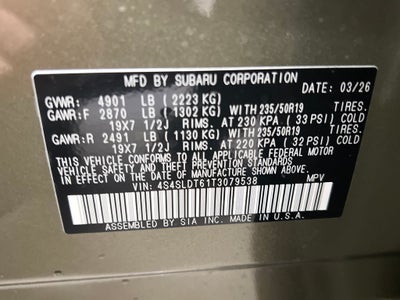 MFD BY SUBARU CORPORATION DATE: 03/26
GVWR: 4901 LB (2223 KG)
GAWR:F 2870 LB (1302 KG) WITH 235/50R19 TIRES.
19X7 1/2J RIMS. AT 230 KPA (33 PSI) COLD
GAWR:R 2491 LB (1130 KG) WITH 235/50R19 TIRES.
19X7 1/2J RIMS. AT 220 KPA (32 PSI) COLD
THIS VEHICLE CONFORMS TO ALL APPLICABLE FEDERAL MOTOR
VEHICLE SAFETY BUMPER, AND THEFT PREVENTION STANDARDS
IN EFFECT ON THE DATE OF MANUFACTURE SHOWN ABOVE.
VIN: 4S4SLDT61T3079538 MPV
ASSEMBLED BY SIA INC. MADE IN U.S.A.